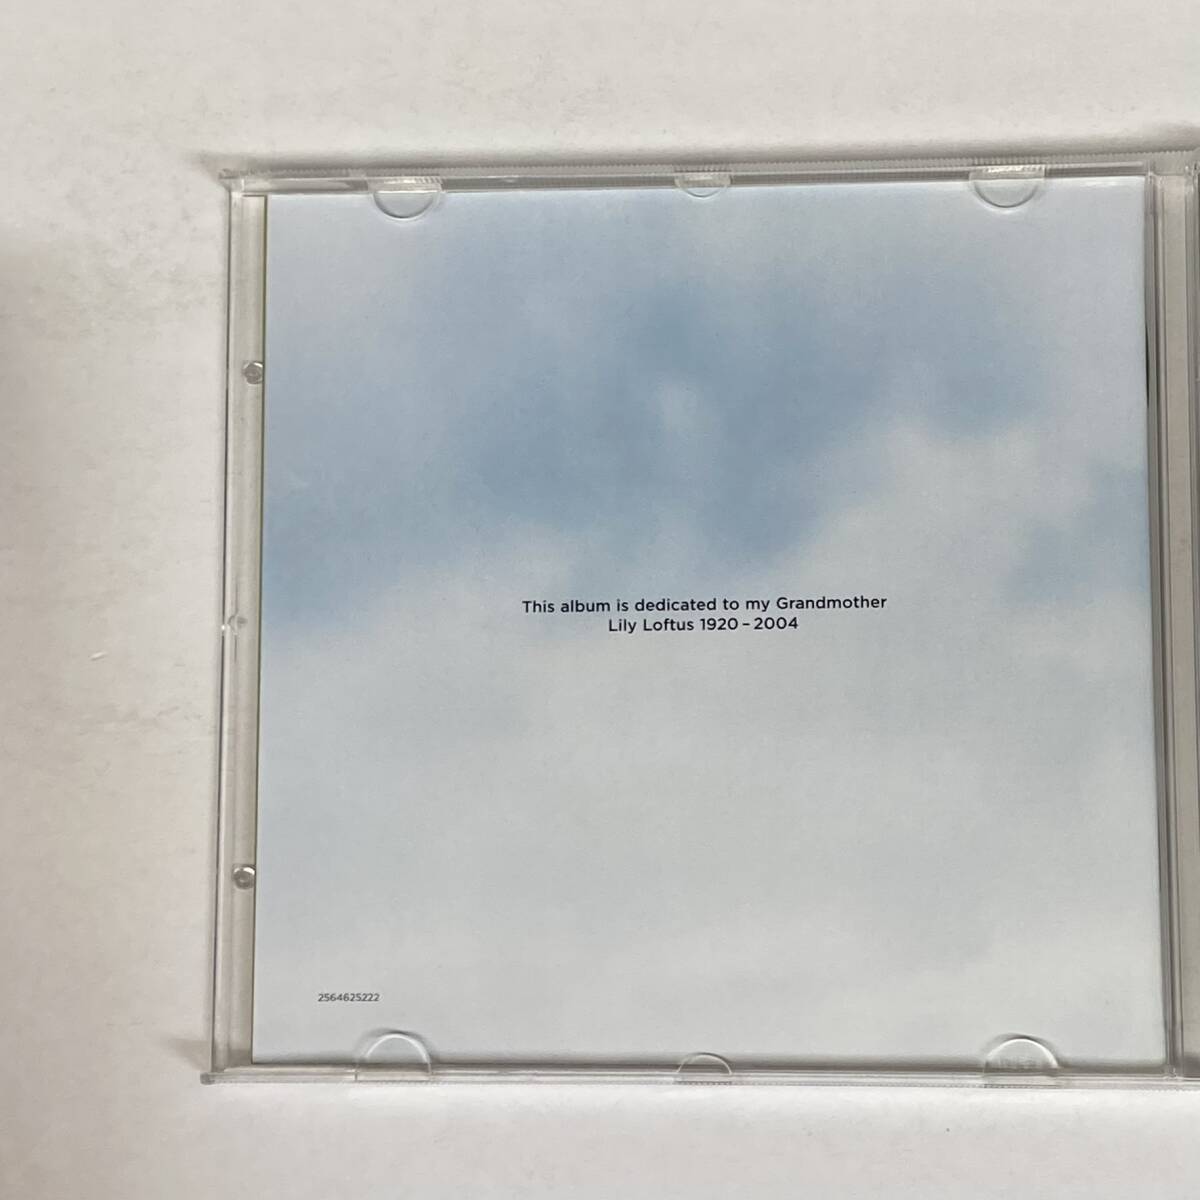 This album is dedicated to my Grandmother
Lily Loftus 1920 – 2004
2564625222